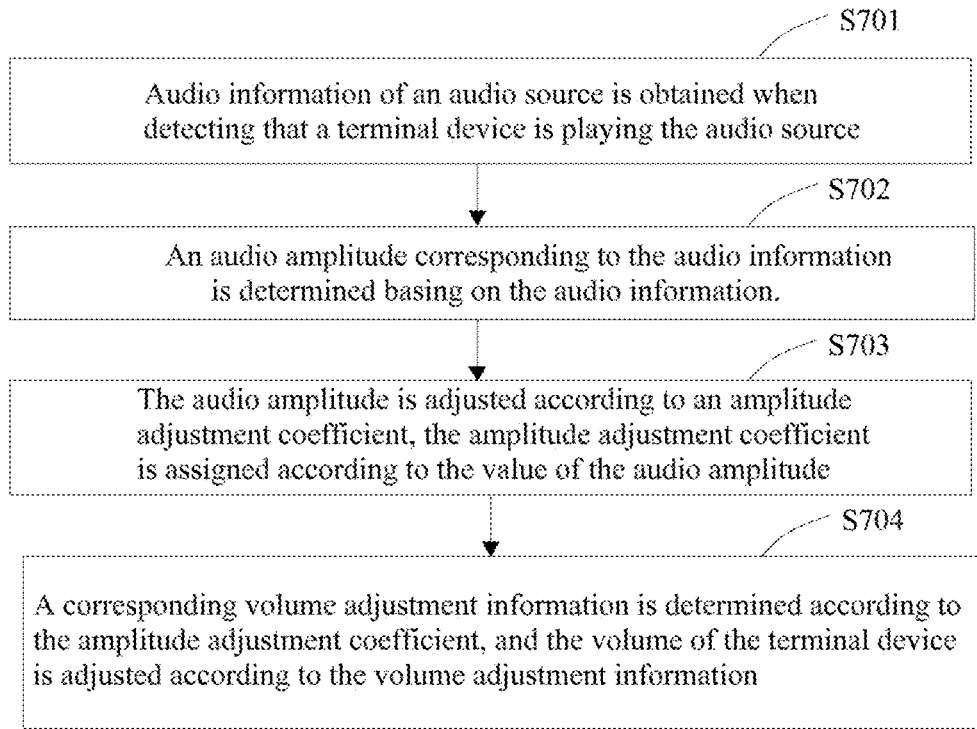 S701
Audio information of an audio source is obtained when
detecting that a terminal device is playing the audio source
S702
An audio amplitude corresponding to the audio information
is determined basing on the audio information.
S703
The audio amplitude is adjusted according to an amplitude
adjustment coefficient, the amplitude adjustment coefficient
is assigned according to the value of the audio amplitude
S704
A corresponding volume adjustment information is determined according to
the amplitude adjustment coefficient, and the volume of the terminal device
is adjusted according to the volume adjustment information